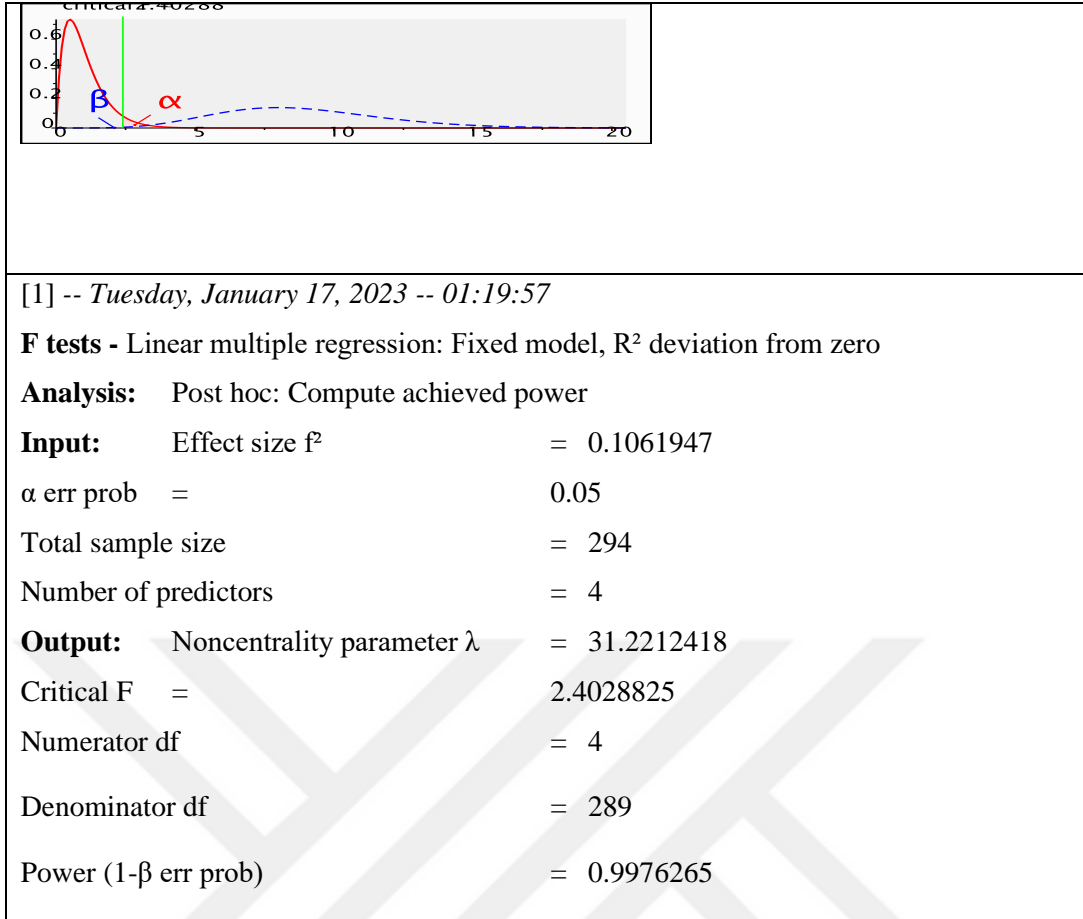 critical F 2.40288
0.6
0.4
0.2
β α
0
0 5 10 15 20
[1] -- Tuesday, January 17, 2023 -- 01:19:57
F tests - Linear multiple regression: Fixed model, R² deviation from zero
Analysis: Post hoc: Compute achieved power
Input: Effect size f² = 0.1061947
α err prob = 0.05
Total sample size = 294
Number of predictors = 4
Output: Noncentrality parameter λ = 31.2212418
Critical F = 2.4028825
Numerator df = 4
Denominator df = 289
Power (1-β err prob) = 0.9976265